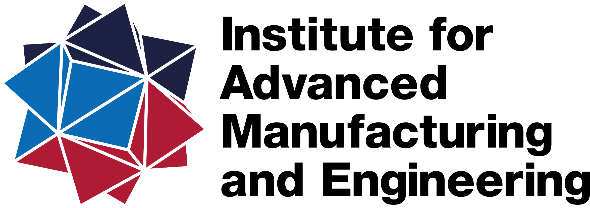 Institute for
Advanced
Manufacturing
and Engineering